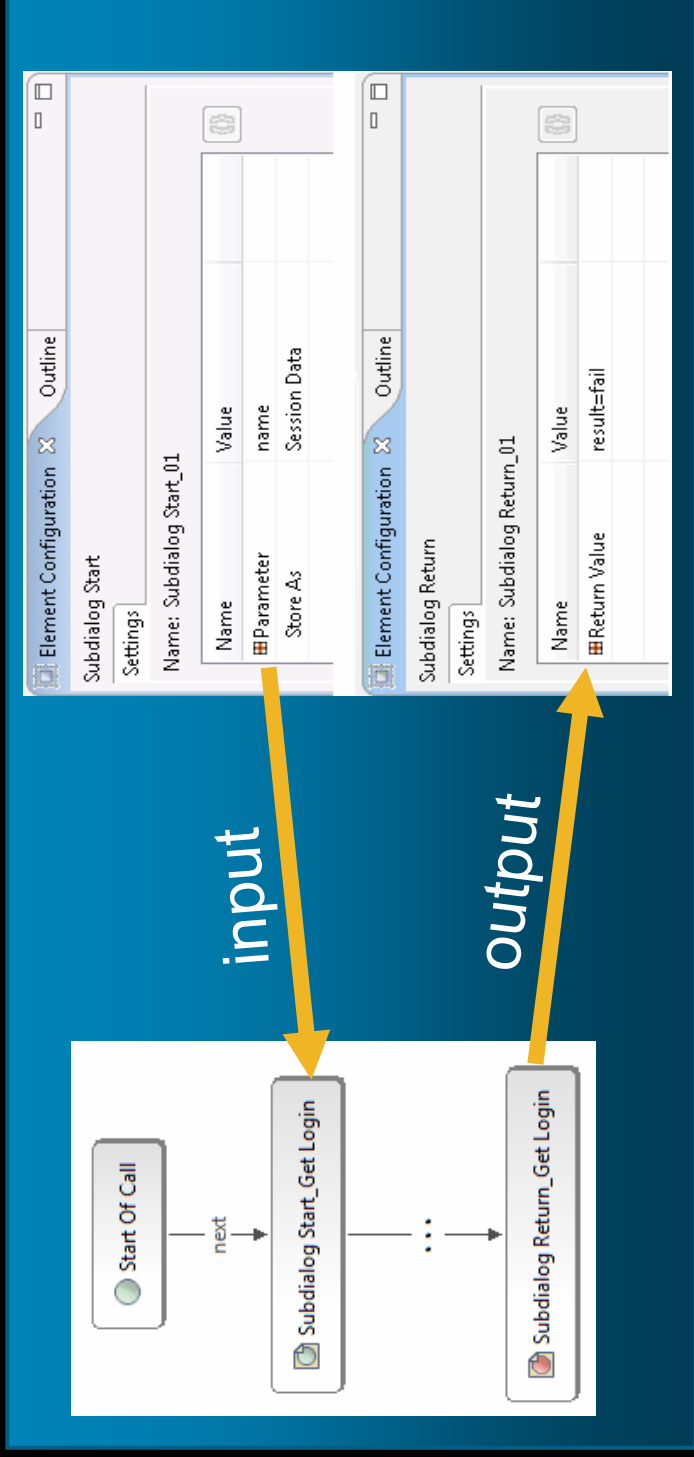 Start Of Call
next
Subdialog Start_Get Login
...
Subdialog Return_Get Login
input
output
Element Configuration Outline
Subdialog Start
Settings
Name: Subdialog Start_01
Name Value
Parameter name
Store As Session Data
Element Configuration Outline
Subdialog Return
Settings
Name: Subdialog Return_01
Name Value
Return Value result=fail